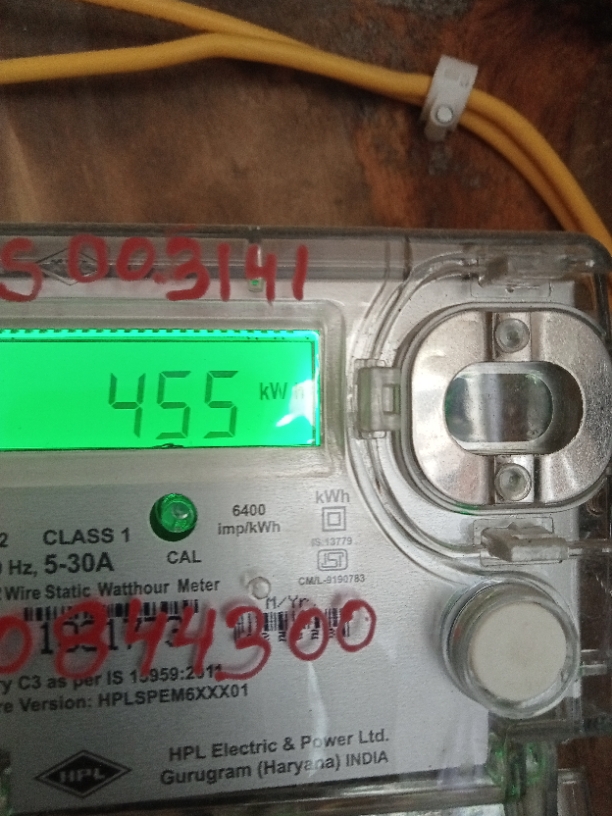 S003141
455 kWh
6400
imp/kWh
kWh
IS.13779
CM/L-9190783
CAL
2 CLASS 1
Hz, 5-30A
Wire Static Watthour Meter
M/Yr
0844300
C3 as per IS 15959:2011
Version: HPLSPEM6XXX01
HPL
HPL Electric & Power Ltd.
Gurugram (Haryana) INDIA